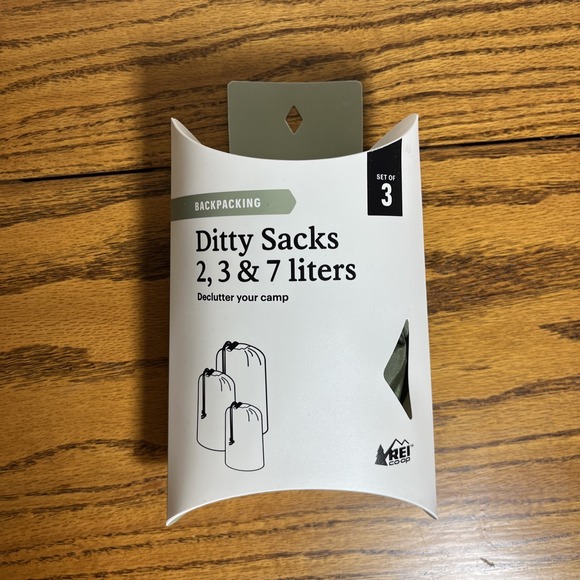 SET OF
3
BACKPACKING
Ditty Sacks
2, 3 & 7 liters
Declutter your camp
REI
co·op